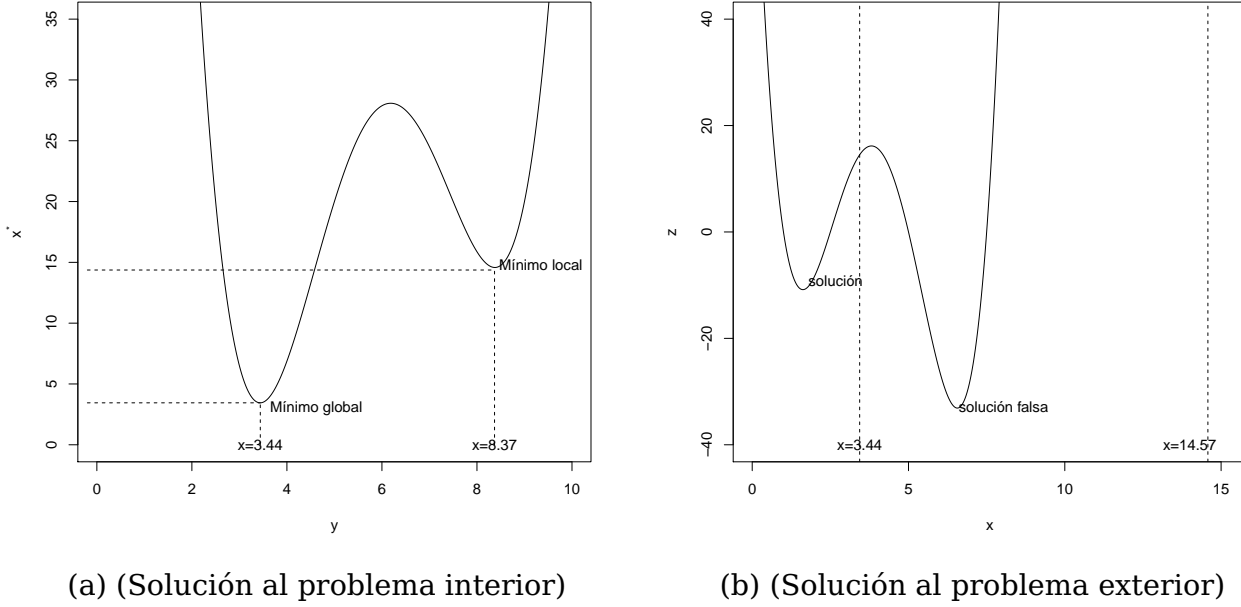 35
30
25
20
15
10
5
0
x*
Mínimo local
Mínimo global
x=3.44
x=8.37
0 2 4 6 8 10
y
(a) (Solución al problema interior)
40
20
0
−20
−40
z
solución
solución falsa
x=3.44
x=14.57
0 5 10 15
x
(b) (Solución al problema exterior)